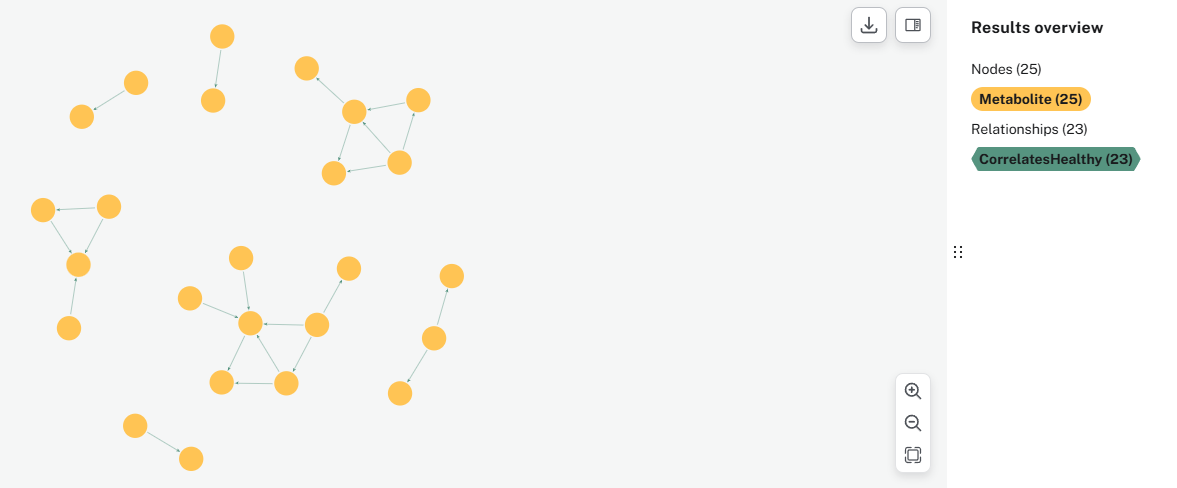 Results overview
Nodes (25)
Metabolite (25)
Relationships (23)
CorrelatesHealthy (23)